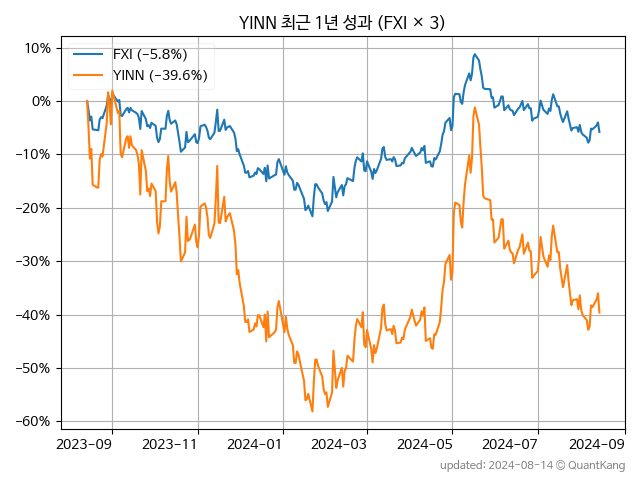 YINN 최근 1년 성과 (FXI × 3)
FXI (−5.8%)
YINN (−39.6%)
10%
0%
−10%
−20%
−30%
−40%
−50%
−60%
2023−09 2023−11 2024−01 2024−03 2024−05 2024−07 2024−09
updated: 2024-08-14 @ QuantKang